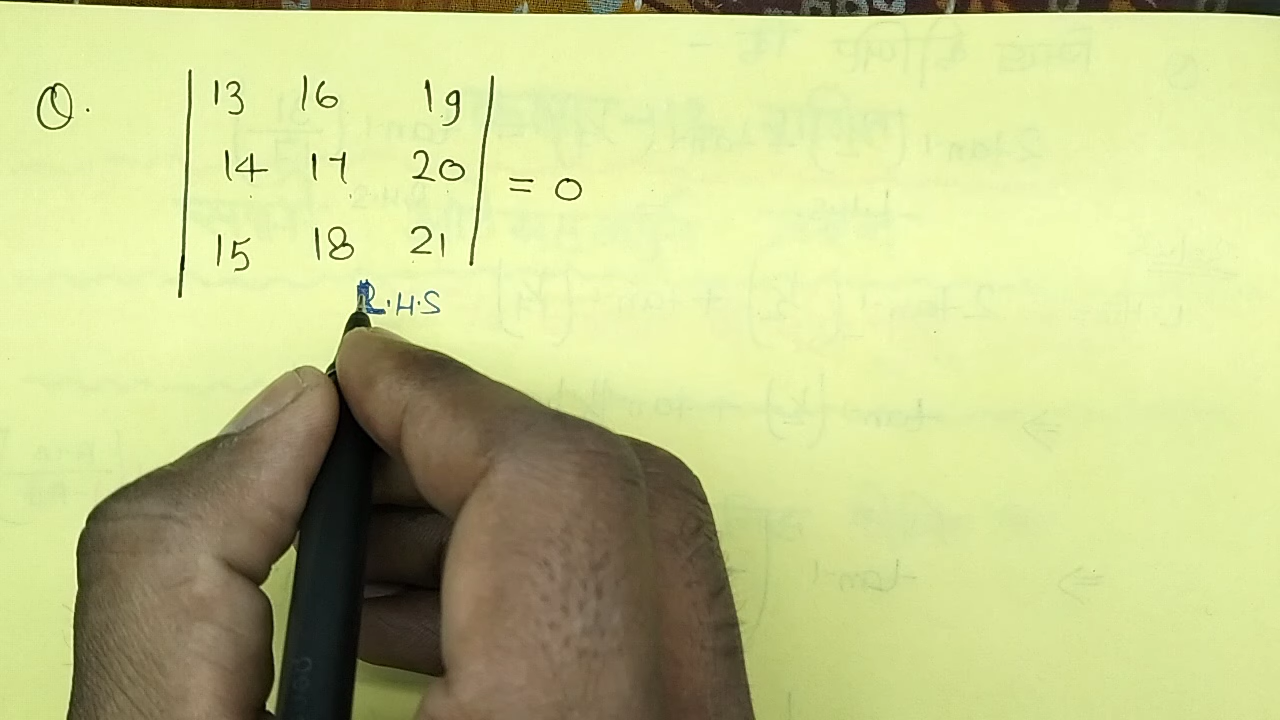 Q. | 13 16 19 |
| 14 17 20 | = 0
| 15 18 21 |
R.H.S